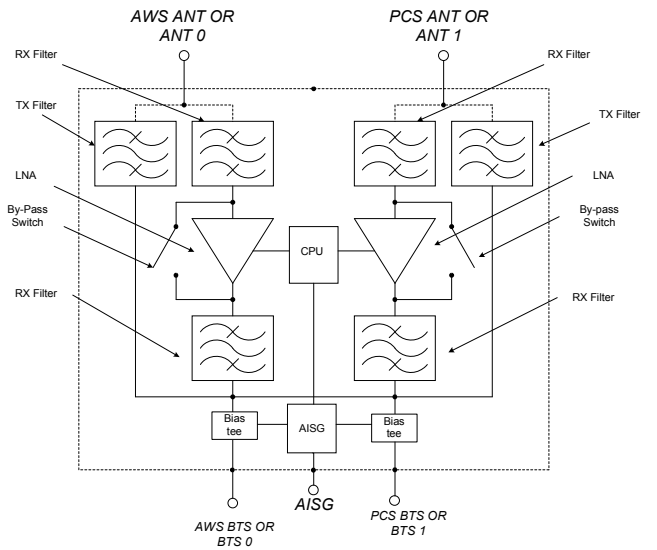 AWS ANT OR
ANT 0
PCS ANT OR
ANT 1
RX Filter
RX Filter
TX Filter
TX Filter
LNA
LNA
By-Pass
Switch
By-pass
Switch
CPU
RX Filter
RX Filter
Bias
tee
AISG
Bias
tee
AISG
AWS BTS OR
BTS 0
PCS BTS OR
BTS 1